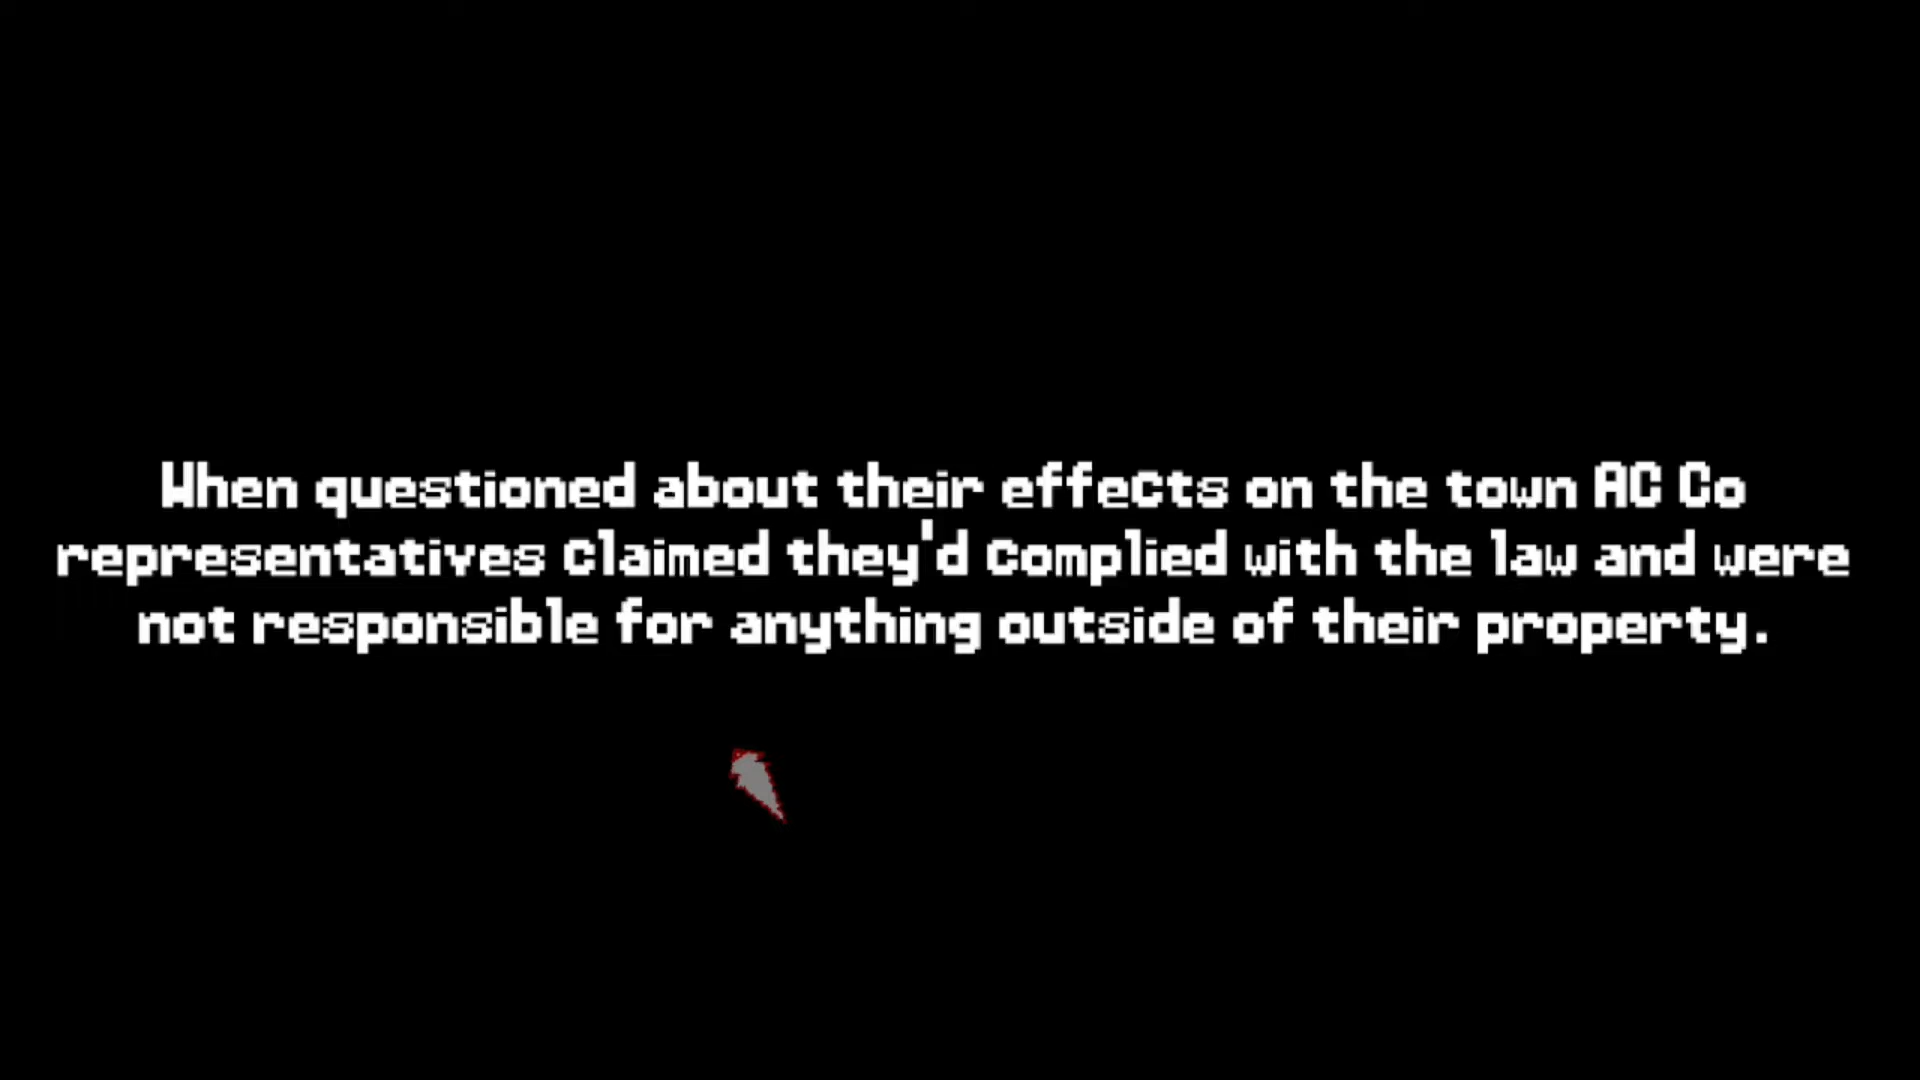 When questioned about their effects on the town AC Co
representatives claimed they'd complied with the law and were
not responsible for anything outside of their property.